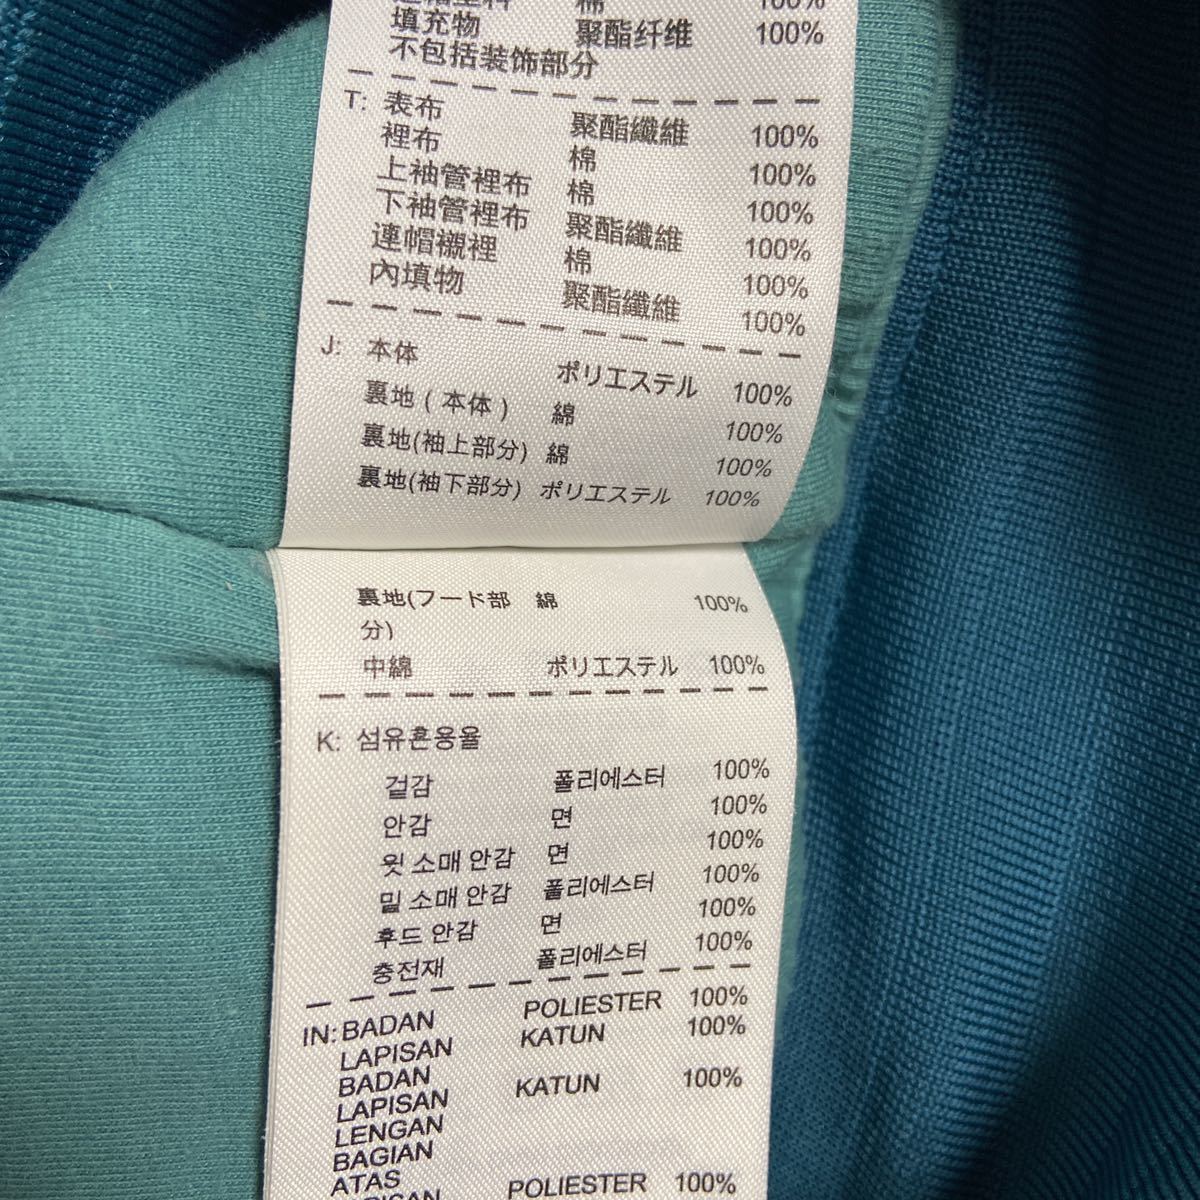 棉 100%
填充物 聚酯纤维 100%
不包括装饰部分
T: 表布 聚酯纖維 100%
裡布 棉 100%
上袖管裡布 棉 100%
下袖管裡布 聚酯纖維 100%
連帽襯裡 棉 100%
內填物 聚酯纖維 100%
J: 本体 ポリエステル 100%
裏地(本体) 綿 100%
裏地(袖上部分) 綿 100%
裏地(袖下部分) ポリエステル 100%
裏地(フード部 綿 100%
分)
中綿 ポリエステル 100%
K: 섬유혼용율
겉감 폴리에스터 100%
안감 면 100%
윗 소매 안감 면 100%
밑 소매 안감 폴리에스터 100%
후드 안감 면 100%
충전재 폴리에스터 100%
IN: BADAN POLIESTER 100%
LAPISAN KATUN 100%
BADAN
LAPISAN KATUN 100%
LENGAN
BAGIAN
ATAS
POLIESTER 100%